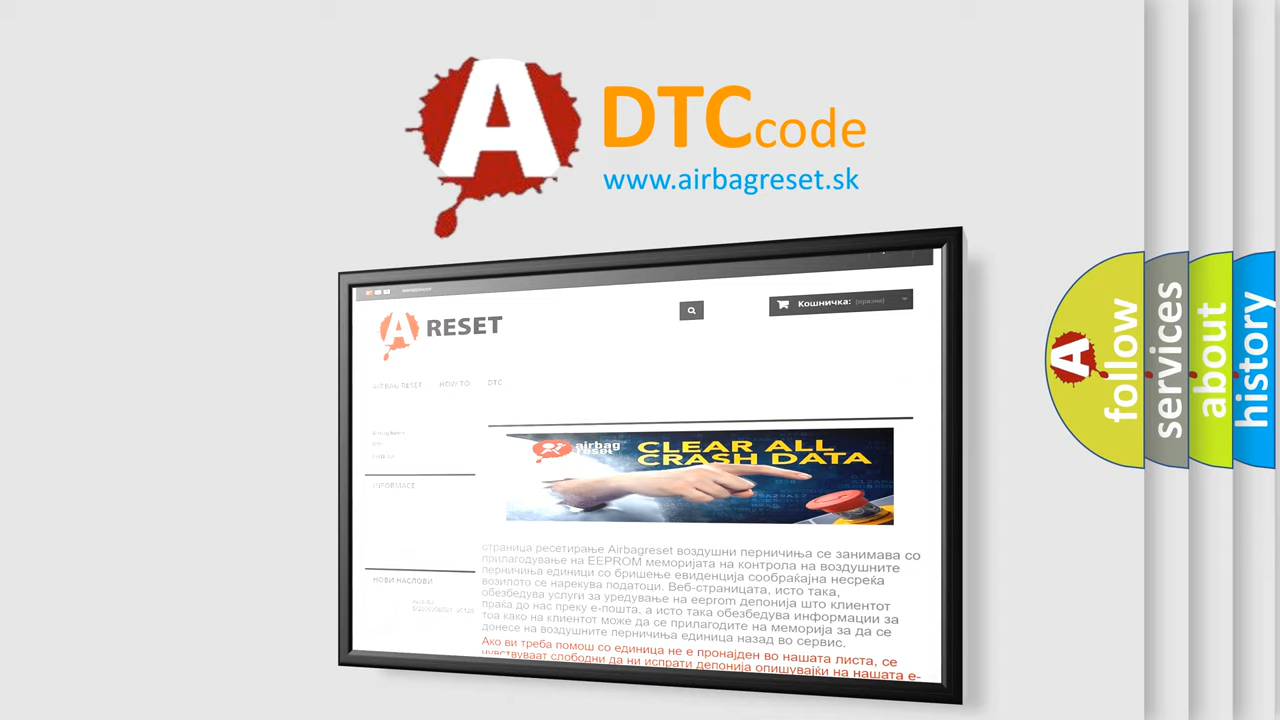 A DTCcode
www.airbagreset.sk
A RESET
Кошничка: (празни)
AIRBAG RESET HOW TO DTC
airbag
reset
CLEAR ALL
CRASH DATA
INFORMACE
НОВИ НАСЛОВИ
страница ресетирање Airbagreset воздушни перничиња се занимава со
прилагодување на EEPROM меморијата на контрола на воздушните
перничиња единици со бришење евиденција сообраќајна несреќа
возилото се нарекува податоци. Веб-страницата, исто така,
обезбедува услуги за уредување на eeprom депонија што клиентот
праќа до нас преку е-пошта, а исто така обезбедува информации за
тоа како на клиентот може да се прилагодите на меморија за да се
донесе на воздушните перничиња единица назад во сервис.
Ако ви треба помош со единица не е пронајден во нашата листа, се
чувствуваат слободни да ни испрати депонија опишувајќи на нашата е-
A follow
services
about
history